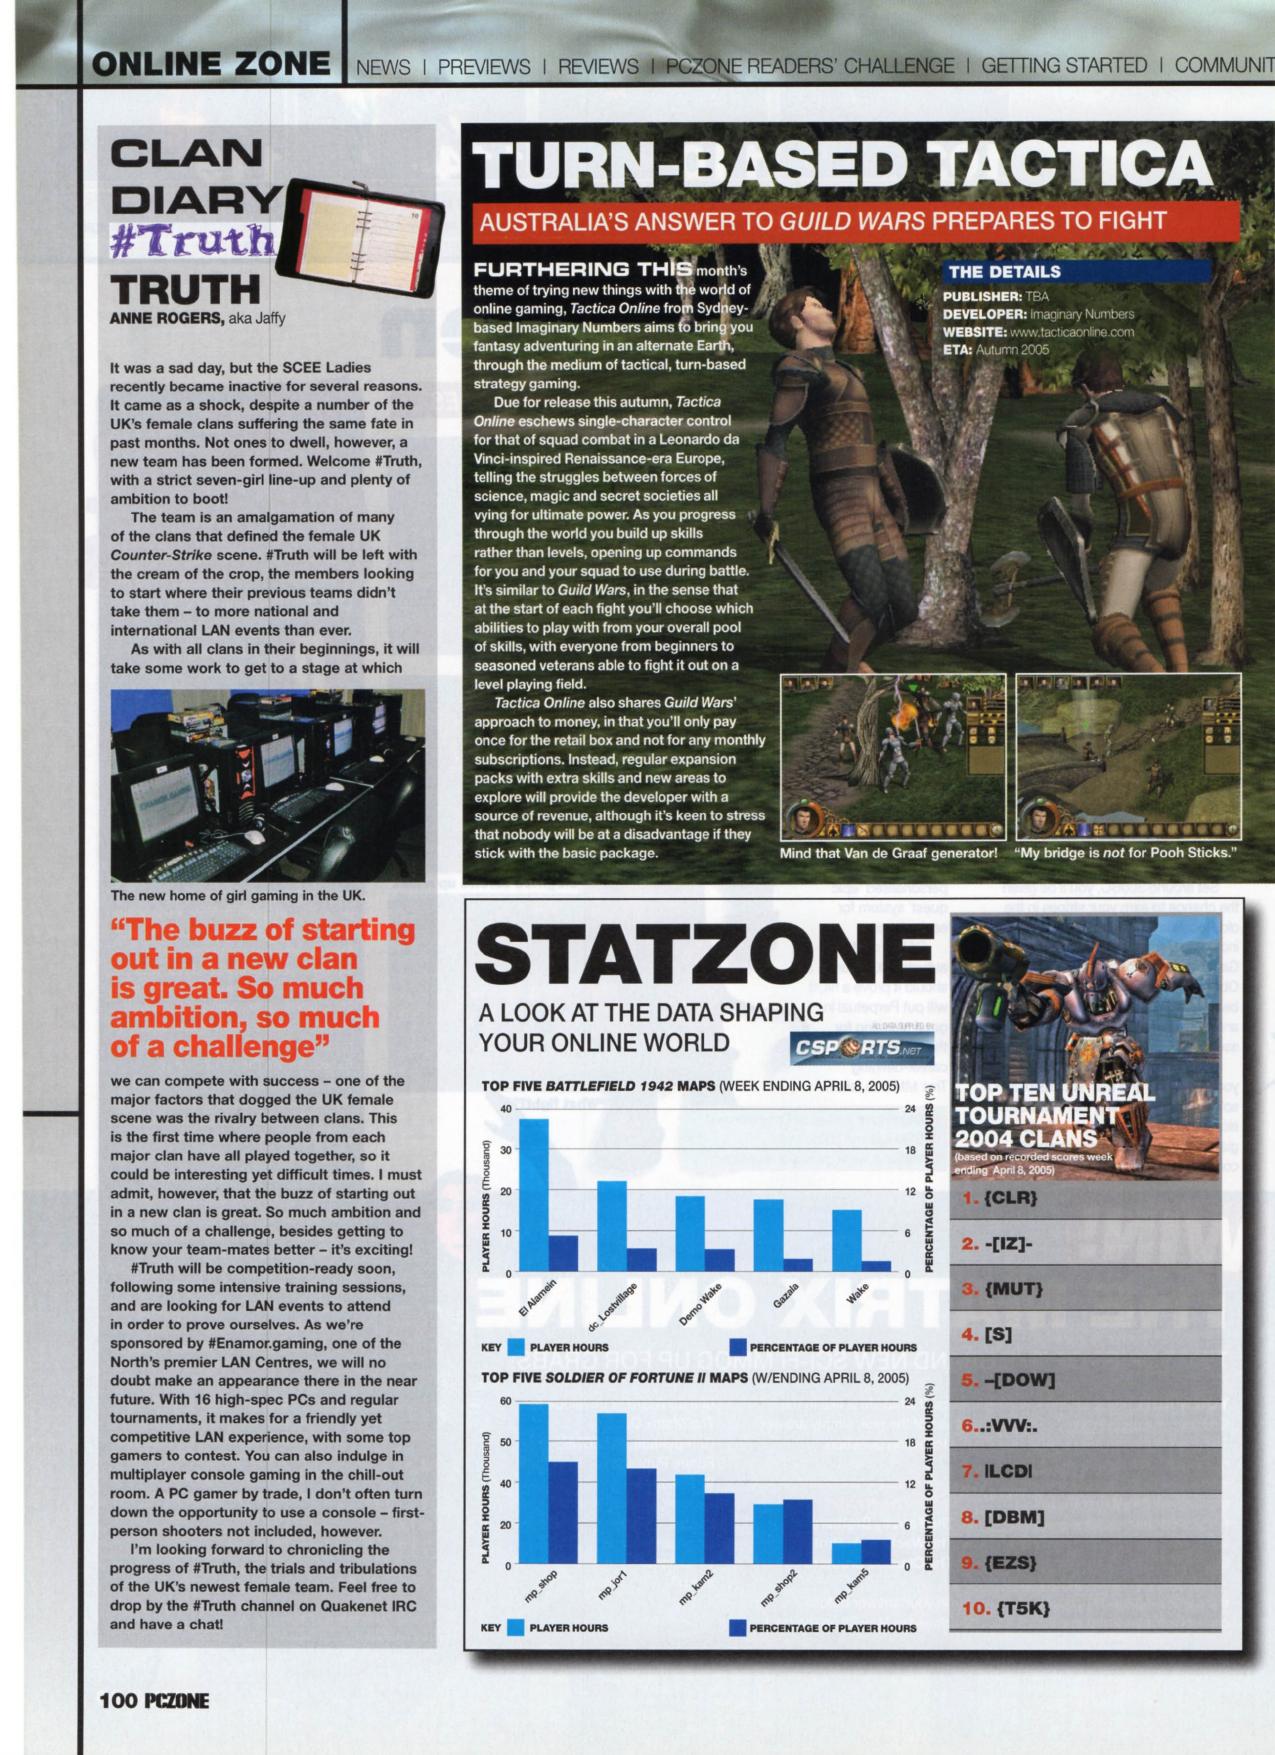 ONLINE ZONE
NEWS | PREVIEWS | REVIEWS | PCZONE READERS' CHALLENGE | GETTING STARTED | COMMUNIT
CLAN
DIARY
#Truth
TRUTH
ANNE ROGERS, aka Jaffy
It was a sad day, but the SCEE Ladies
recently became inactive for several reasons.
It came as a shock, despite a number of the
UK's female clans suffering the same fate in
past months. Not ones to dwell, however, a
new team has been formed. Welcome #Truth,
with a strict seven-girl line-up and plenty of
ambition to boot!
The team is an amalgamation of many
of the clans that defined the female UK
Counter-Strike scene. #Truth will be left with
the cream of the crop, the members looking
to start where their previous teams didn't
take them – to more national and
international LAN events than ever.
As with all clans in their beginnings, it will
take some work to get to a stage at which
The new home of girl gaming in the UK.
“The buzz of starting
out in a new clan
is great. So much
ambition, so much
of a challenge”
we can compete with success – one of the
major factors that dogged the UK female
scene was the rivalry between clans. This
is the first time where people from each
major clan have all played together, so it
could be interesting yet difficult times. I must
admit, however, that the buzz of starting out
in a new clan is great. So much ambition and
so much of a challenge, besides getting to
know your team-mates better – it's exciting!
#Truth will be competition-ready soon,
following some intensive training sessions,
and are looking for LAN events to attend
in order to prove ourselves. As we're
sponsored by #Enamor.gaming, one of the
North's premier LAN Centres, we will no
doubt make an appearance there in the near
future. With 16 high-spec PCs and regular
tournaments, it makes for a friendly yet
competitive LAN experience, with some top
gamers to contest. You can also indulge in
multiplayer console gaming in the chill-out
room. A PC gamer by trade, I don't often turn
down the opportunity to use a console – first-
person shooters not included, however.
I'm looking forward to chronicling the
progress of #Truth, the trials and tribulations
of the UK's newest female team. Feel free to
drop by the #Truth channel on Quakenet IRC
and have a chat!
TURN-BASED TACTICA
AUSTRALIA'S ANSWER TO GUILD WARS PREPARES TO FIGHT
FURTHERING THIS month's
theme of trying new things with the world of
online gaming, Tactica Online from Sydney-
based Imaginary Numbers aims to bring you
fantasy adventuring in an alternate Earth,
through the medium of tactical, turn-based
strategy gaming.
Due for release this autumn, Tactica
Online eschews single-character control
for that of squad combat in a Leonardo da
Vinci-inspired Renaissance-era Europe,
telling the struggles between forces of
science, magic and secret societies all
vying for ultimate power. As you progress
through the world you build up skills
rather than levels, opening up commands
for you and your squad to use during battle.
It's similar to Guild Wars, in the sense that
at the start of each fight you'll choose which
abilities to play with from your overall pool
of skills, with everyone from beginners to
seasoned veterans able to fight it out on a
level playing field.
Tactica Online also shares Guild Wars'
approach to money, in that you'll only pay
once for the retail box and not for any monthly
subscriptions. Instead, regular expansion
packs with extra skills and new areas to
explore will provide the developer with a
source of revenue, although it's keen to stress
that nobody will be at a disadvantage if they
stick with the basic package.
THE DETAILS
PUBLISHER: TBA
DEVELOPER: Imaginary Numbers
WEBSITE: www.tacticaonline.com
ETA: Autumn 2005
Mind that Van de Graaf generator!
“My bridge is not for Pooh Sticks.”
STATZONE
A LOOK AT THE DATA SHAPING
YOUR ONLINE WORLD
ALL DATA SUPPLIED BY
CSPORTS.NET
TOP FIVE BATTLEFIELD 1942 MAPS (WEEK ENDING APRIL 8, 2005)
PLAYER HOURS (Thousand)
40
30
20
10
0
24
18
12
6
0
PERCENTAGE OF PLAYER HOURS (%)
El Alamein
dc_Lostvillage
Demo Wake
Gazala
Wake
KEY PLAYER HOURS PERCENTAGE OF PLAYER HOURS
TOP FIVE SOLDIER OF FORTUNE II MAPS (W/ENDING APRIL 8, 2005)
PLAYER HOURS (Thousand)
60
50
40
20
0
24
18
12
6
0
PERCENTAGE OF PLAYER HOURS (%)
mp_shop
mp_jor1
mp_kam2
mp_shop2
mp_kam5
KEY PLAYER HOURS PERCENTAGE OF PLAYER HOURS
TOP TEN UNREAL
TOURNAMENT
2004 CLANS
(based on recorded scores week
ending April 8, 2005)
1. {CLR}
2. -[IZ]-
3. {MUT}
4. [S]
5. –[DOW]
6..:VVV:.
7. |LCD|
8. [DBM]
9. {EZS}
10. {T5K}
100 PCZONE